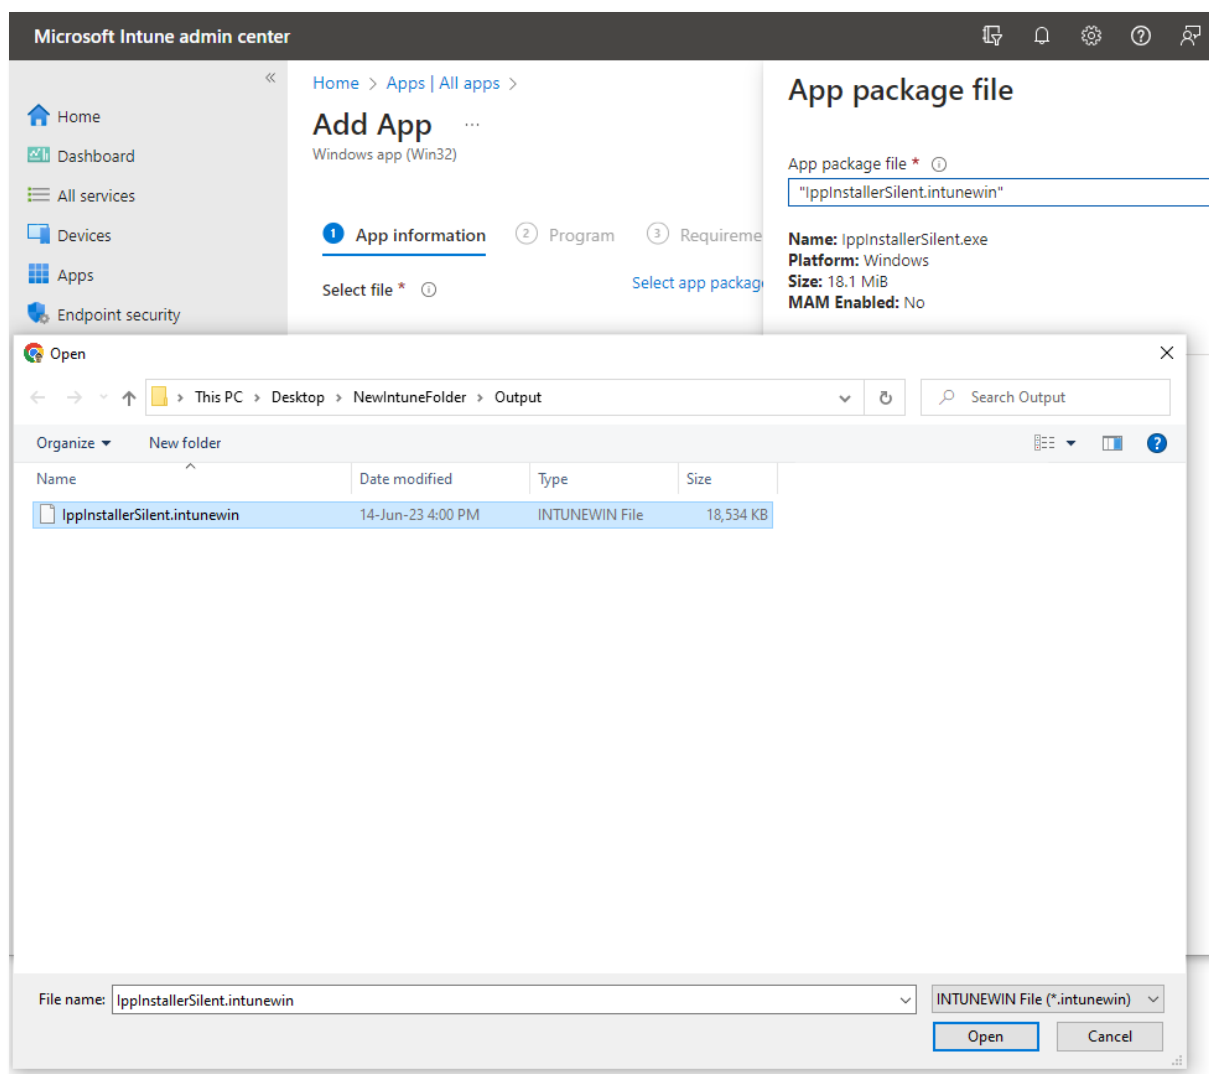 Microsoft Intune admin center
«
Home
Dashboard
All services
Devices
Apps
Endpoint security
Home > Apps | All apps >
Add App ...
Windows app (Win32)
1 App information 2 Program 3 Requireme
Select file * Select app packag
App package file
App package file *
"IppInstallerSilent.intunewin"
Name: IppInstallerSilent.exe
Platform: Windows
Size: 18.1 MiB
MAM Enabled: No
Open
This PC > Desktop > NewIntuneFolder > Output
Search Output
Organize New folder
Name Date modified Type Size
IppInstallerSilent.intunewin 14-Jun-23 4:00 PM INTUNEWIN File 18,534 KB
File name: IppInstallerSilent.intunewin INTUNEWIN File (*.intunewin)
Open Cancel